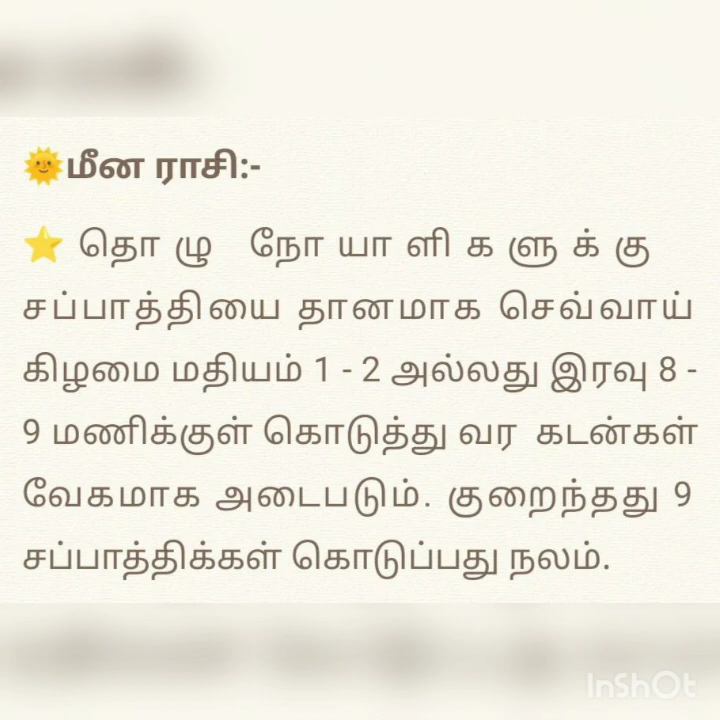 🌞மீன ராசி:-
⭐ தொ ழு நோ யா ளி க ளு க் கு
சப்பாத்தியை தானமாக செவ்வாய்
கிழமை மதியம் 1 - 2 அல்லது இரவு 8 -
9 மணிக்குள் கொடுத்து வர கடன்கள்
வேகமாக அடைபடும். குறைந்தது 9
சப்பாத்திக்கள் கொடுப்பது நலம்.
InShOt